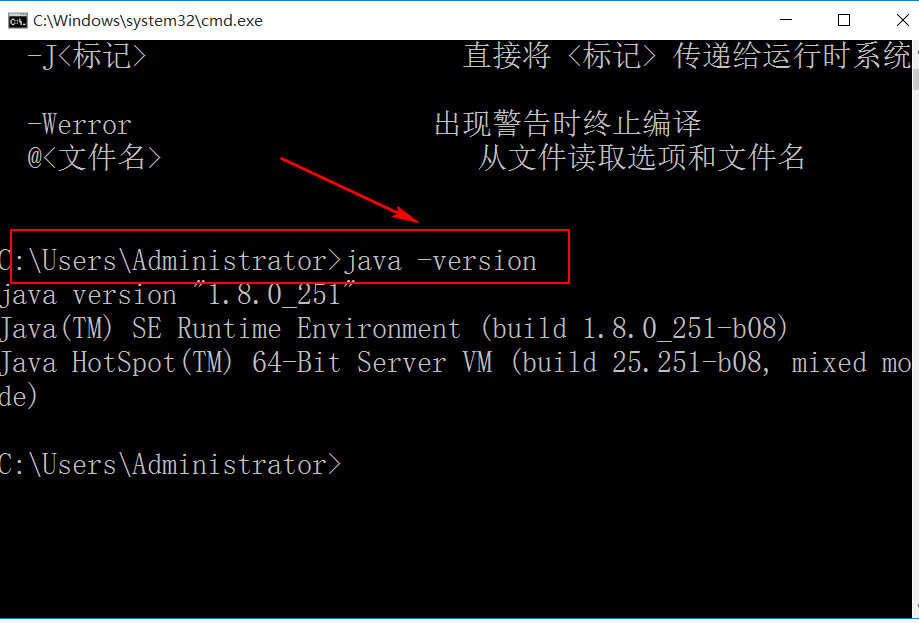 C:\Windows\system32\cmd.exe
-J<标记> 直接将 <标记> 传递给运行时系统
-Werror 出现警告时终止编译
@<文件名> 从文件读取选项和文件名
C:\Users\Administrator>java -version
java version "1.8.0_251"
Java(TM) SE Runtime Environment (build 1.8.0_251-b08)
Java HotSpot(TM) 64-Bit Server VM (build 25.251-b08, mixed mo
de)
C:\Users\Administrator>